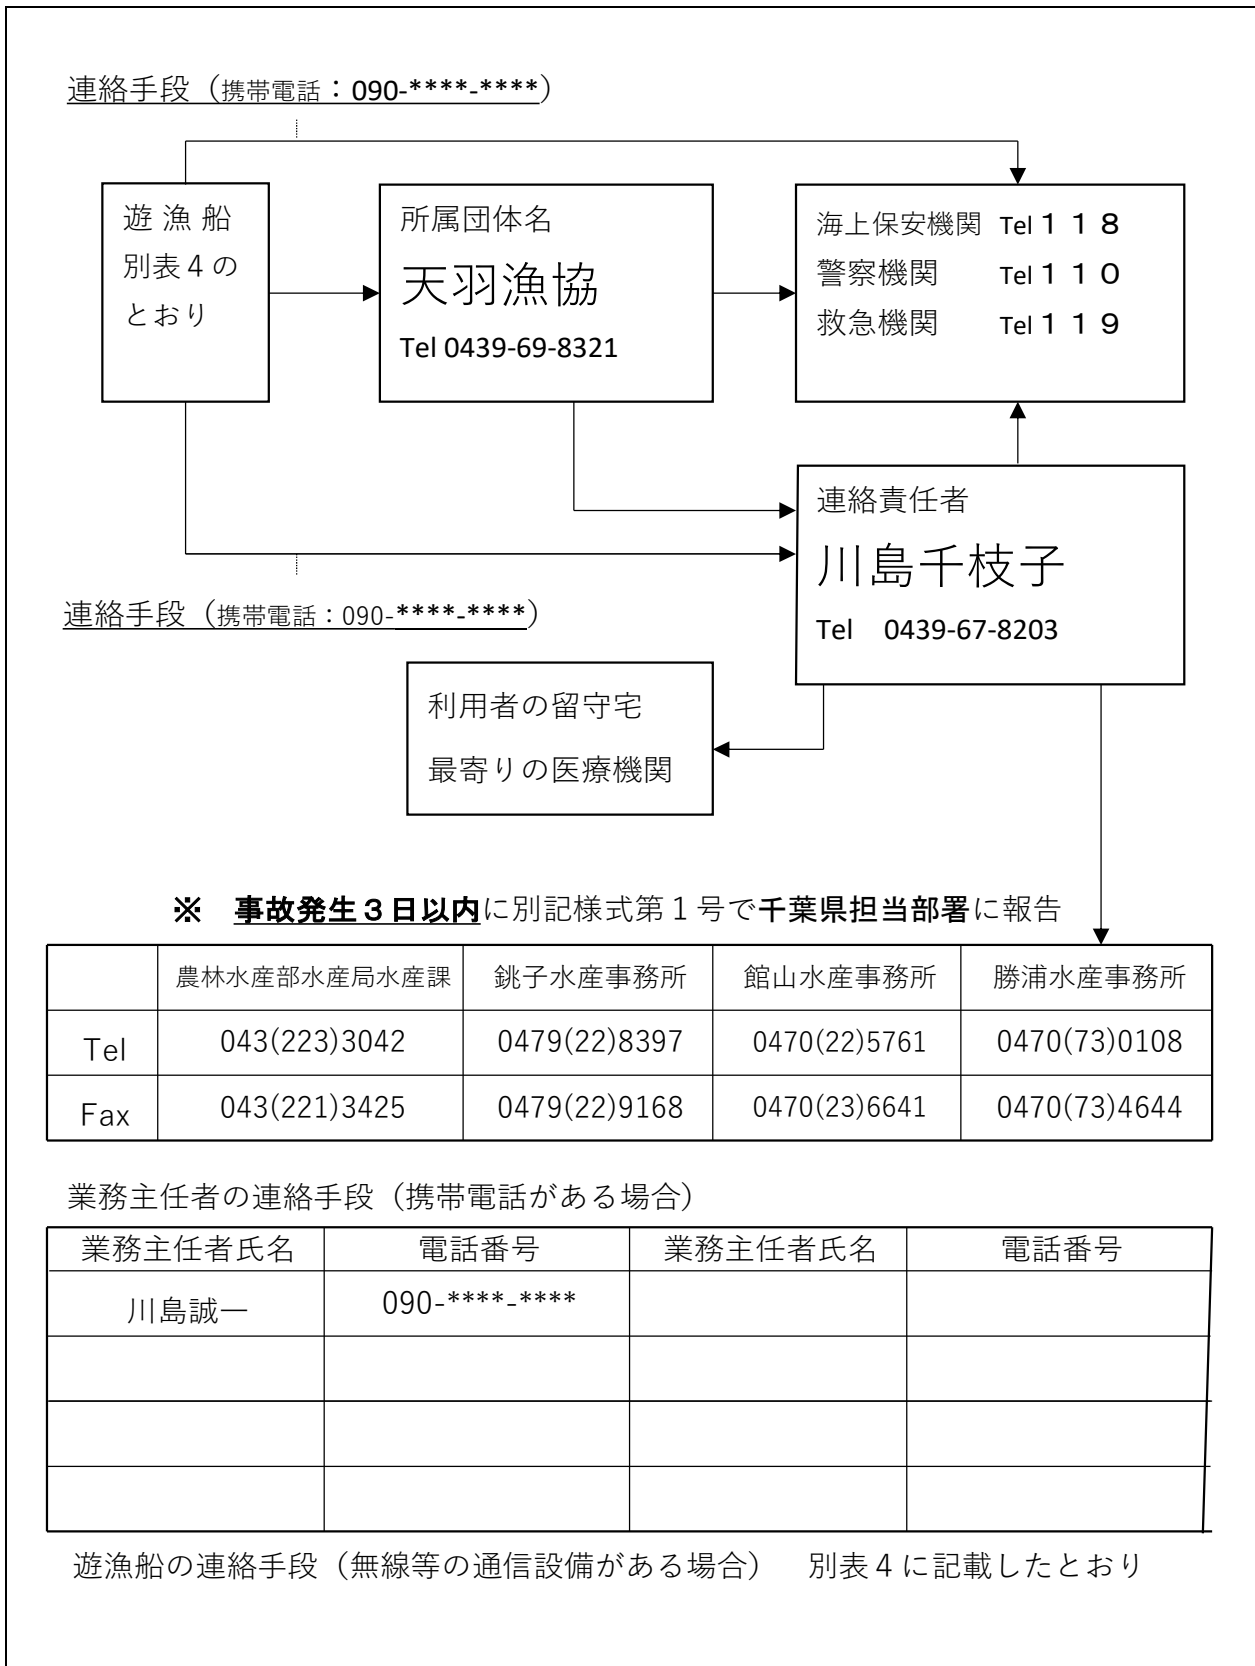 連絡手段（携帯電話：090-****-****）
遊 漁 船
別表４の
とおり
所属団体名
天羽漁協
Tel 0439-69-8321
海上保安機関 Tel１１８
警察機関 Tel１１０
救急機関 Tel１１９
連絡責任者
川島千枝子
Tel 0439-67-8203
連絡手段（携帯電話：090-****-****）
利用者の留守宅
最寄りの医療機関
※ 事故発生３日以内に別記様式第１号で千葉県担当部署に報告
農林水産部水産局水産課 銚子水産事務所 館山水産事務所 勝浦水産事務所
Tel 043(223)3042 0479(22)8397 0470(22)5761 0470(73)0108
Fax 043(221)3425 0479(22)9168 0470(23)6641 0470(73)4644
業務主任者の連絡手段（携帯電話がある場合）
業務主任者氏名 電話番号 業務主任者氏名 電話番号
川島誠一 090-****-****
遊漁船の連絡手段（無線等の通信設備がある場合） 別表４に記載したとおり